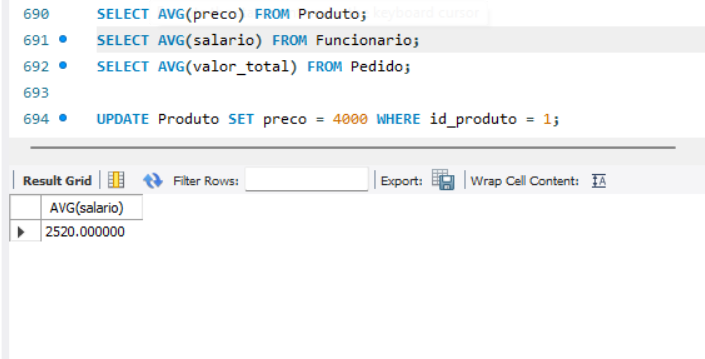 690 SELECT AVG(preco) FROM Produto; keyboard cursor
691 SELECT AVG(salario) FROM Funcionario;
692 SELECT AVG(valor_total) FROM Pedido;
693
694 UPDATE Produto SET preco = 4000 WHERE id_produto = 1;
Result Grid Filter Rows: Export: Wrap Cell Content: IA
AVG(salario)
2520.000000